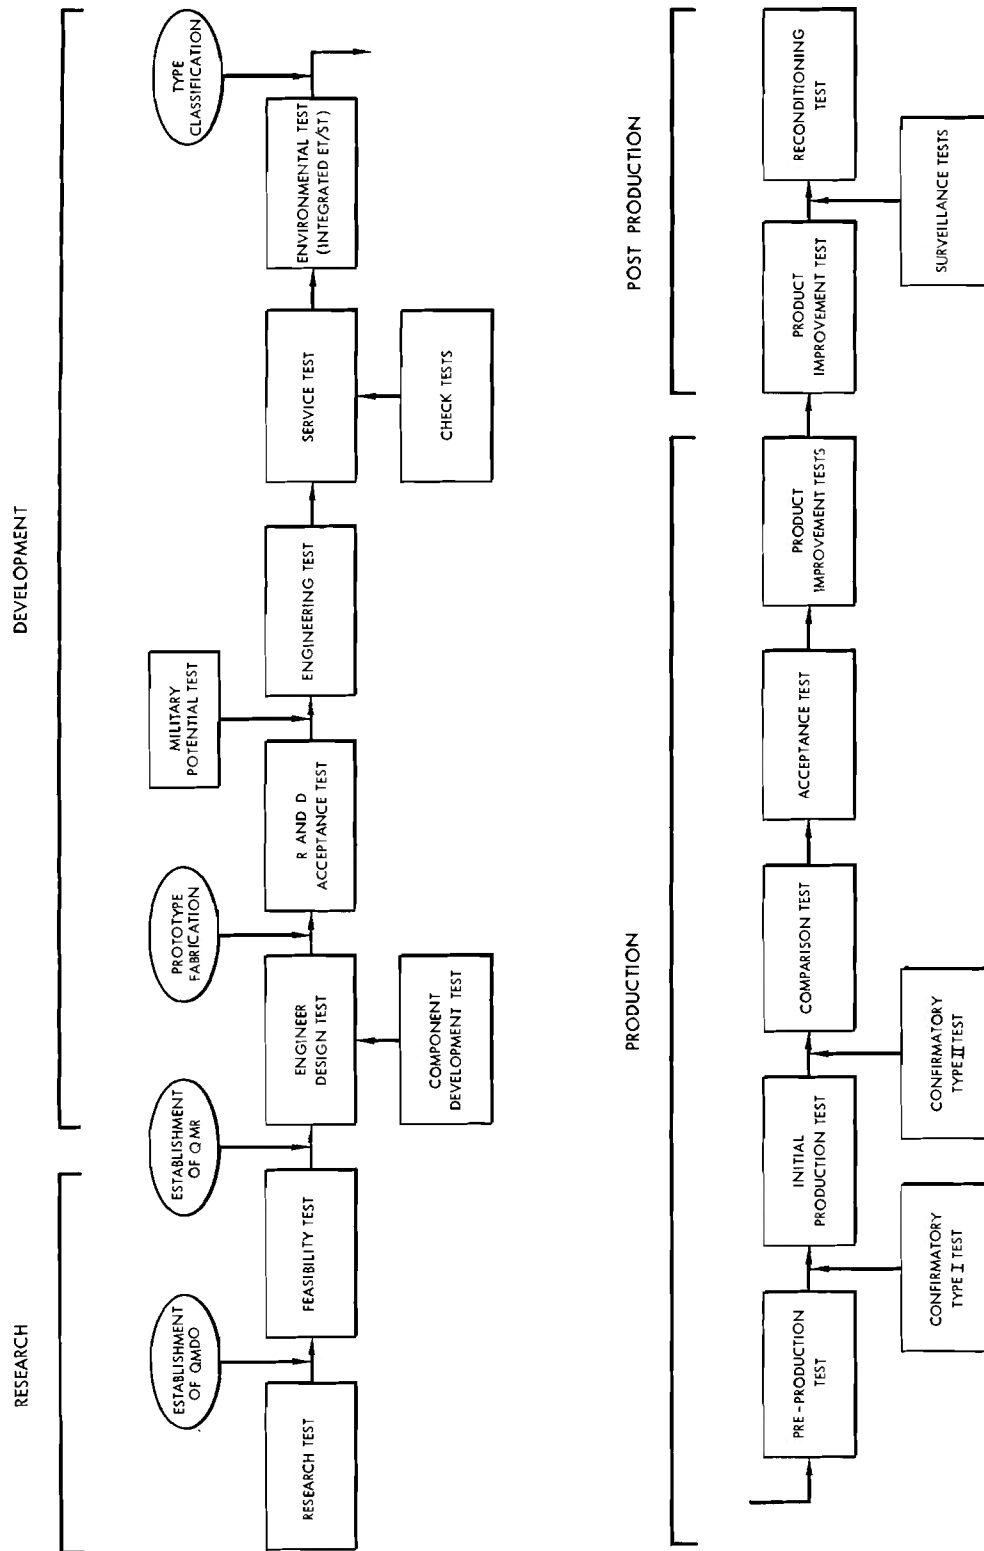 RESEARCH
DEVELOPMENT
ESTABLISHMENT
OF QMDO
ESTABLISHMENT
OF QMR
PROTOTYPE
FABRICATION
MILITARY
POTENTIAL TEST
TYPE
CLASSIFICATION
RESEARCH TEST
FEASIBILITY TEST
ENGINEER
DESIGN TEST
R AND D
ACCEPTANCE TEST
ENGINEERING TEST
SERVICE TEST
ENVIRONMENTAL TEST
(INTEGRATED ET/ST)
COMPONENT
DEVELOPMENT TEST
CHECK TESTS
PRODUCTION
POST PRODUCTION
PRE-PRODUCTION
TEST
INITIAL
PRODUCTION TEST
COMPARISON TEST
ACCEPTANCE TEST
PRODUCT
IMPROVEMENT TESTS
PRODUCT
IMPROVEMENT TEST
RECONDITIONING
TEST
CONFIRMATORY
TYPE I TEST
CONFIRMATORY
TYPE II TEST
SURVEILLANCE TESTS